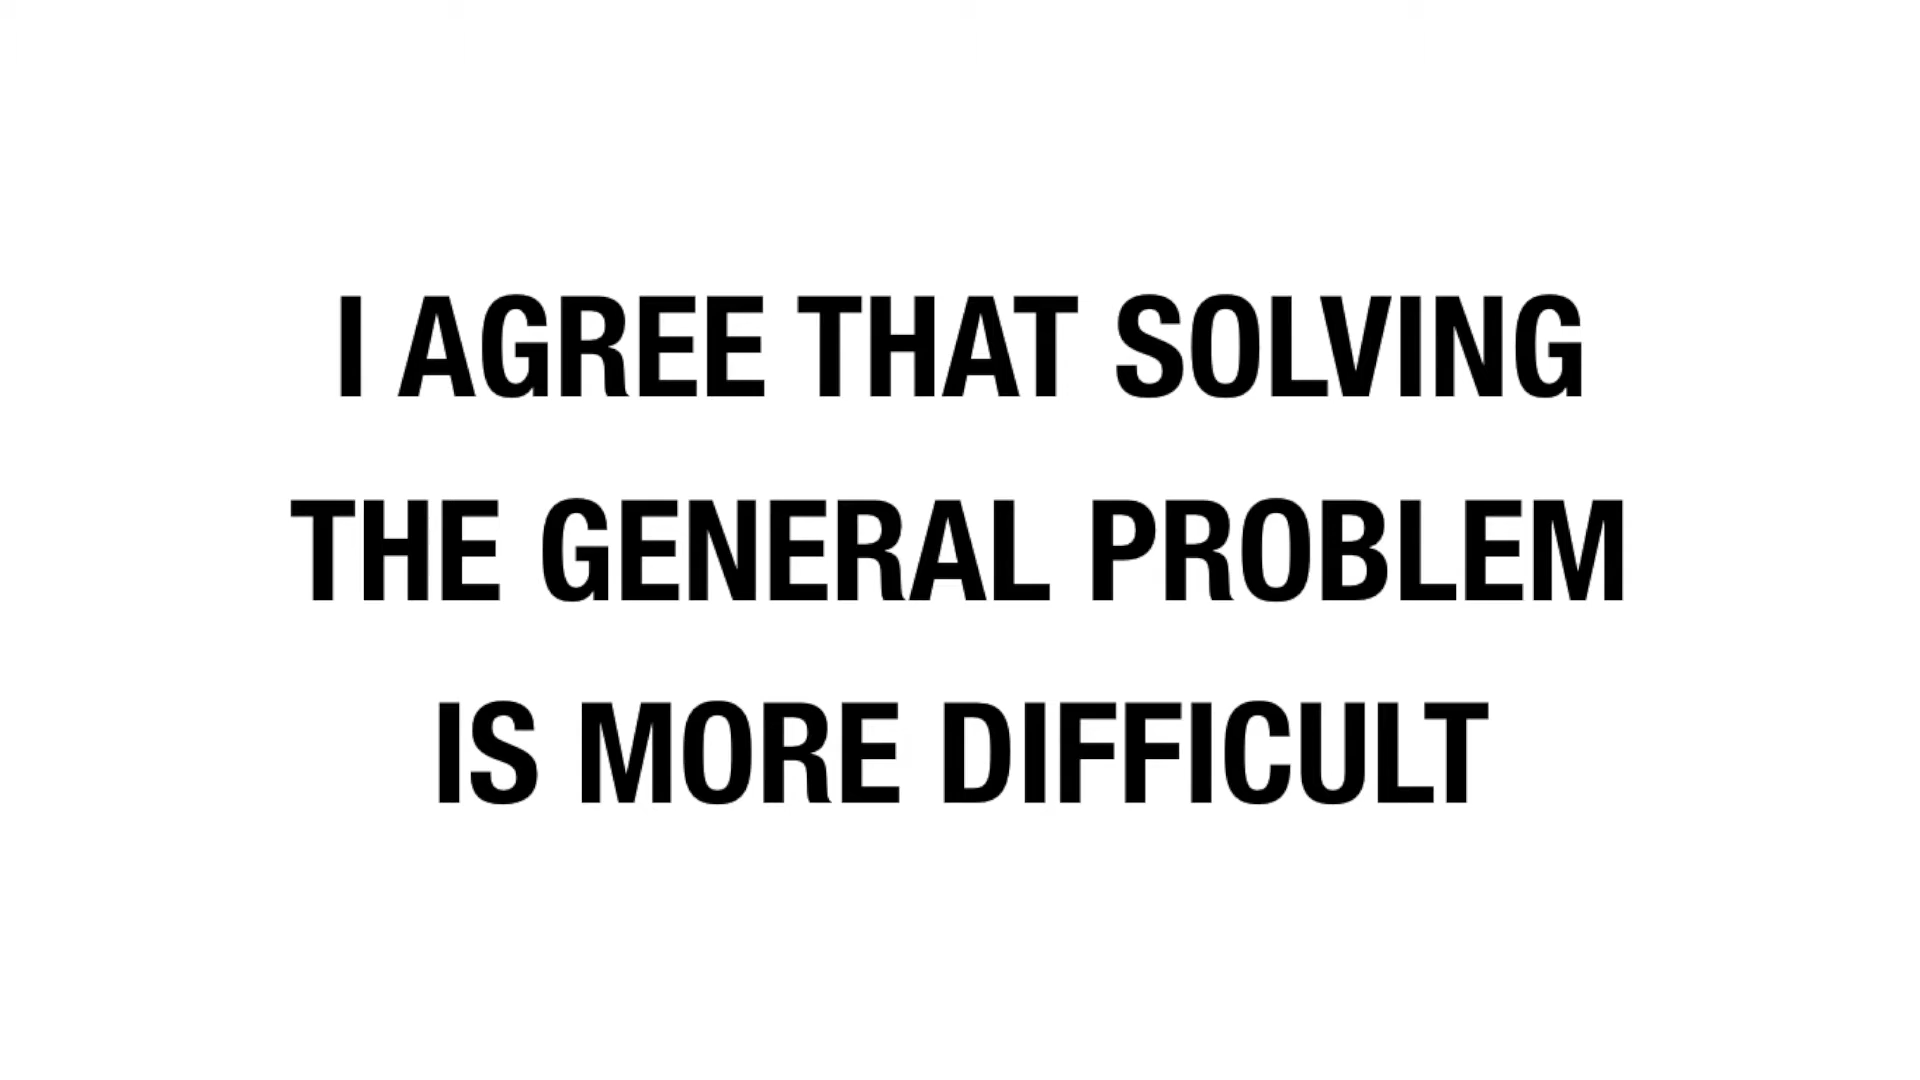 I AGREE THAT SOLVING
THE GENERAL PROBLEM
IS MORE DIFFICULT